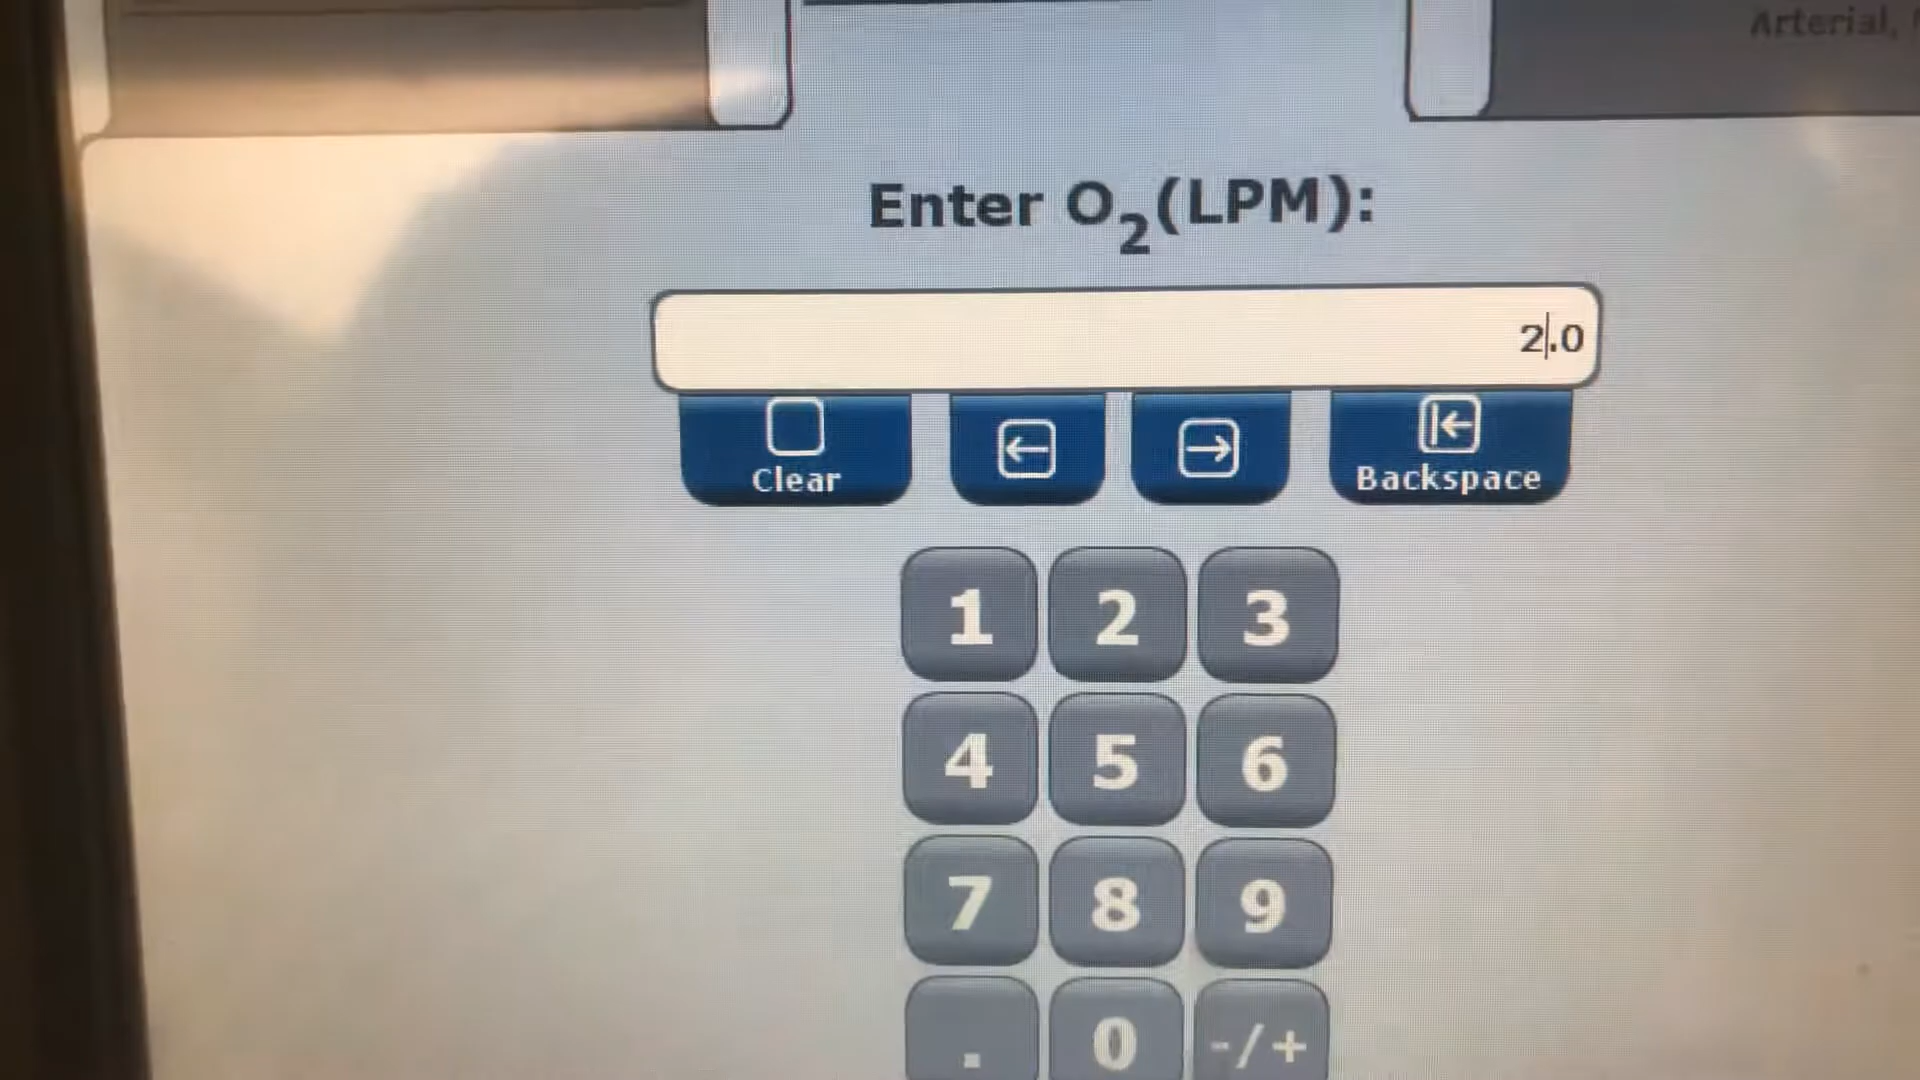 Arterial,
Enter O₂(LPM):
2.0
Clear
Backspace
1 2 3
4 5 6
7 8 9
. 0 -/+